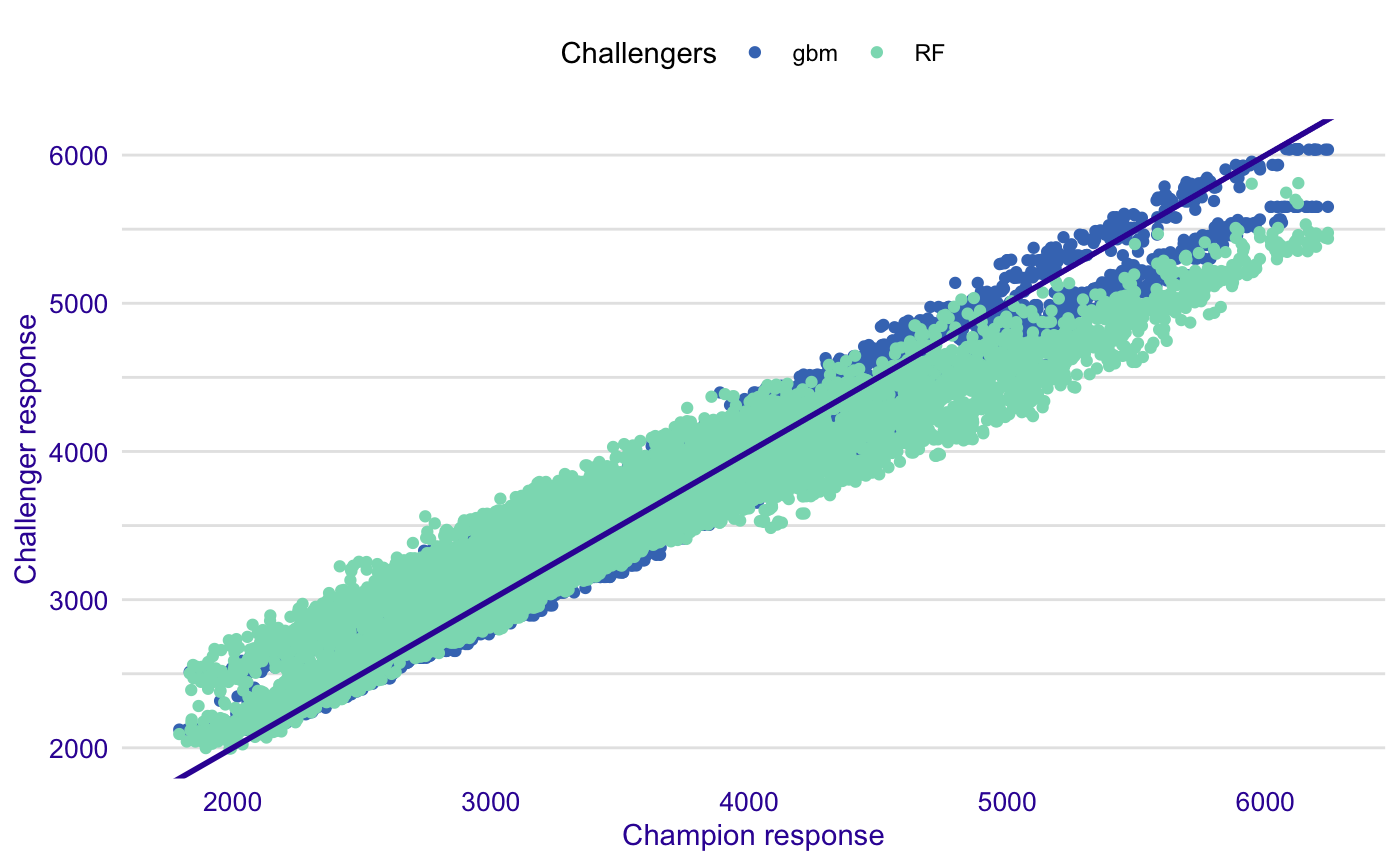 Challengers gbm RF
6000
5000
4000
3000
2000
Challenger response
2000 3000 4000 5000 6000
Champion response